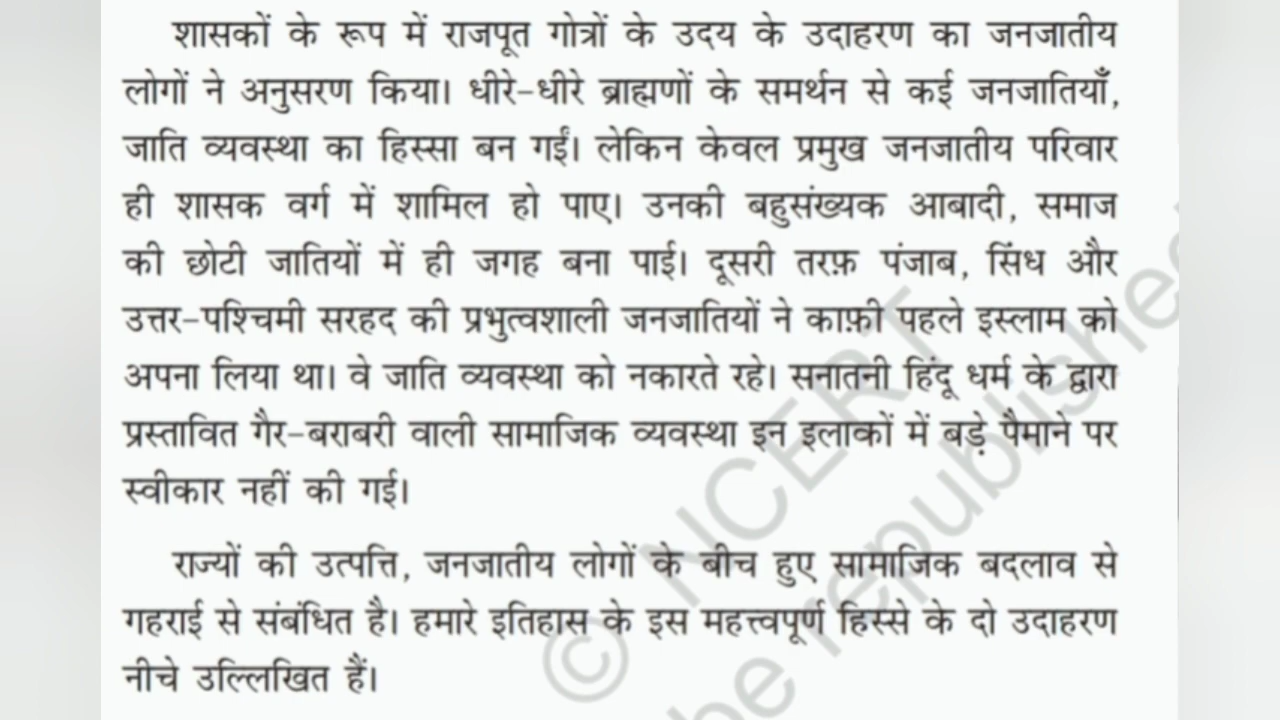 शासकों के रूप में राजपूत गोत्रों के उदय के उदाहरण का जनजातीय
लोगों ने अनुसरण किया। धीरे-धीरे ब्राह्मणों के समर्थन से कई जनजातियाँ,
जाति व्यवस्था का हिस्सा बन गईं। लेकिन केवल प्रमुख जनजातीय परिवार
ही शासक वर्ग में शामिल हो पाए। उनकी बहुसंख्यक आबादी, समाज
की छोटी जातियों में ही जगह बना पाई। दूसरी तरफ़ पंजाब, सिंध और
उत्तर-पश्चिमी सरहद की प्रभुत्वशाली जनजातियों ने काफ़ी पहले इस्लाम को
अपना लिया था। वे जाति व्यवस्था को नकारते रहे। सनातनी हिंदू धर्म के द्वारा
प्रस्तावित गैर-बराबरी वाली सामाजिक व्यवस्था इन इलाकों में बड़े पैमाने पर
स्वीकार नहीं की गई।
राज्यों की उत्पत्ति, जनजातीय लोगों के बीच हुए सामाजिक बदलाव से
गहराई से संबंधित है। हमारे इतिहास के इस महत्त्वपूर्ण हिस्से के दो उदाहरण
नीचे उल्लिखित हैं।
© NCERT
be republished